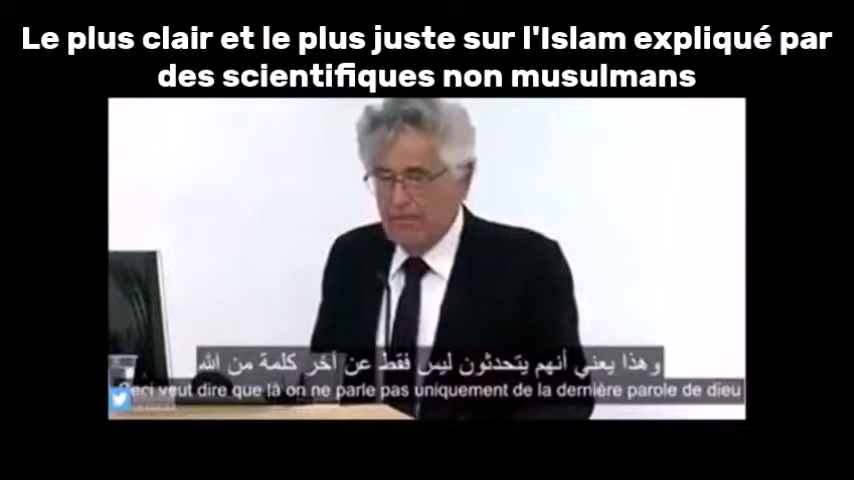 Le plus clair et le plus juste sur l'Islam expliqué par
des scientifiques non musulmans
وهذا يعني أنهم يتحدثون ليس فقط عن آخر كلمة من الله
Ceci veut dire que là on ne parle pas uniquement de la dernière parole de dieu